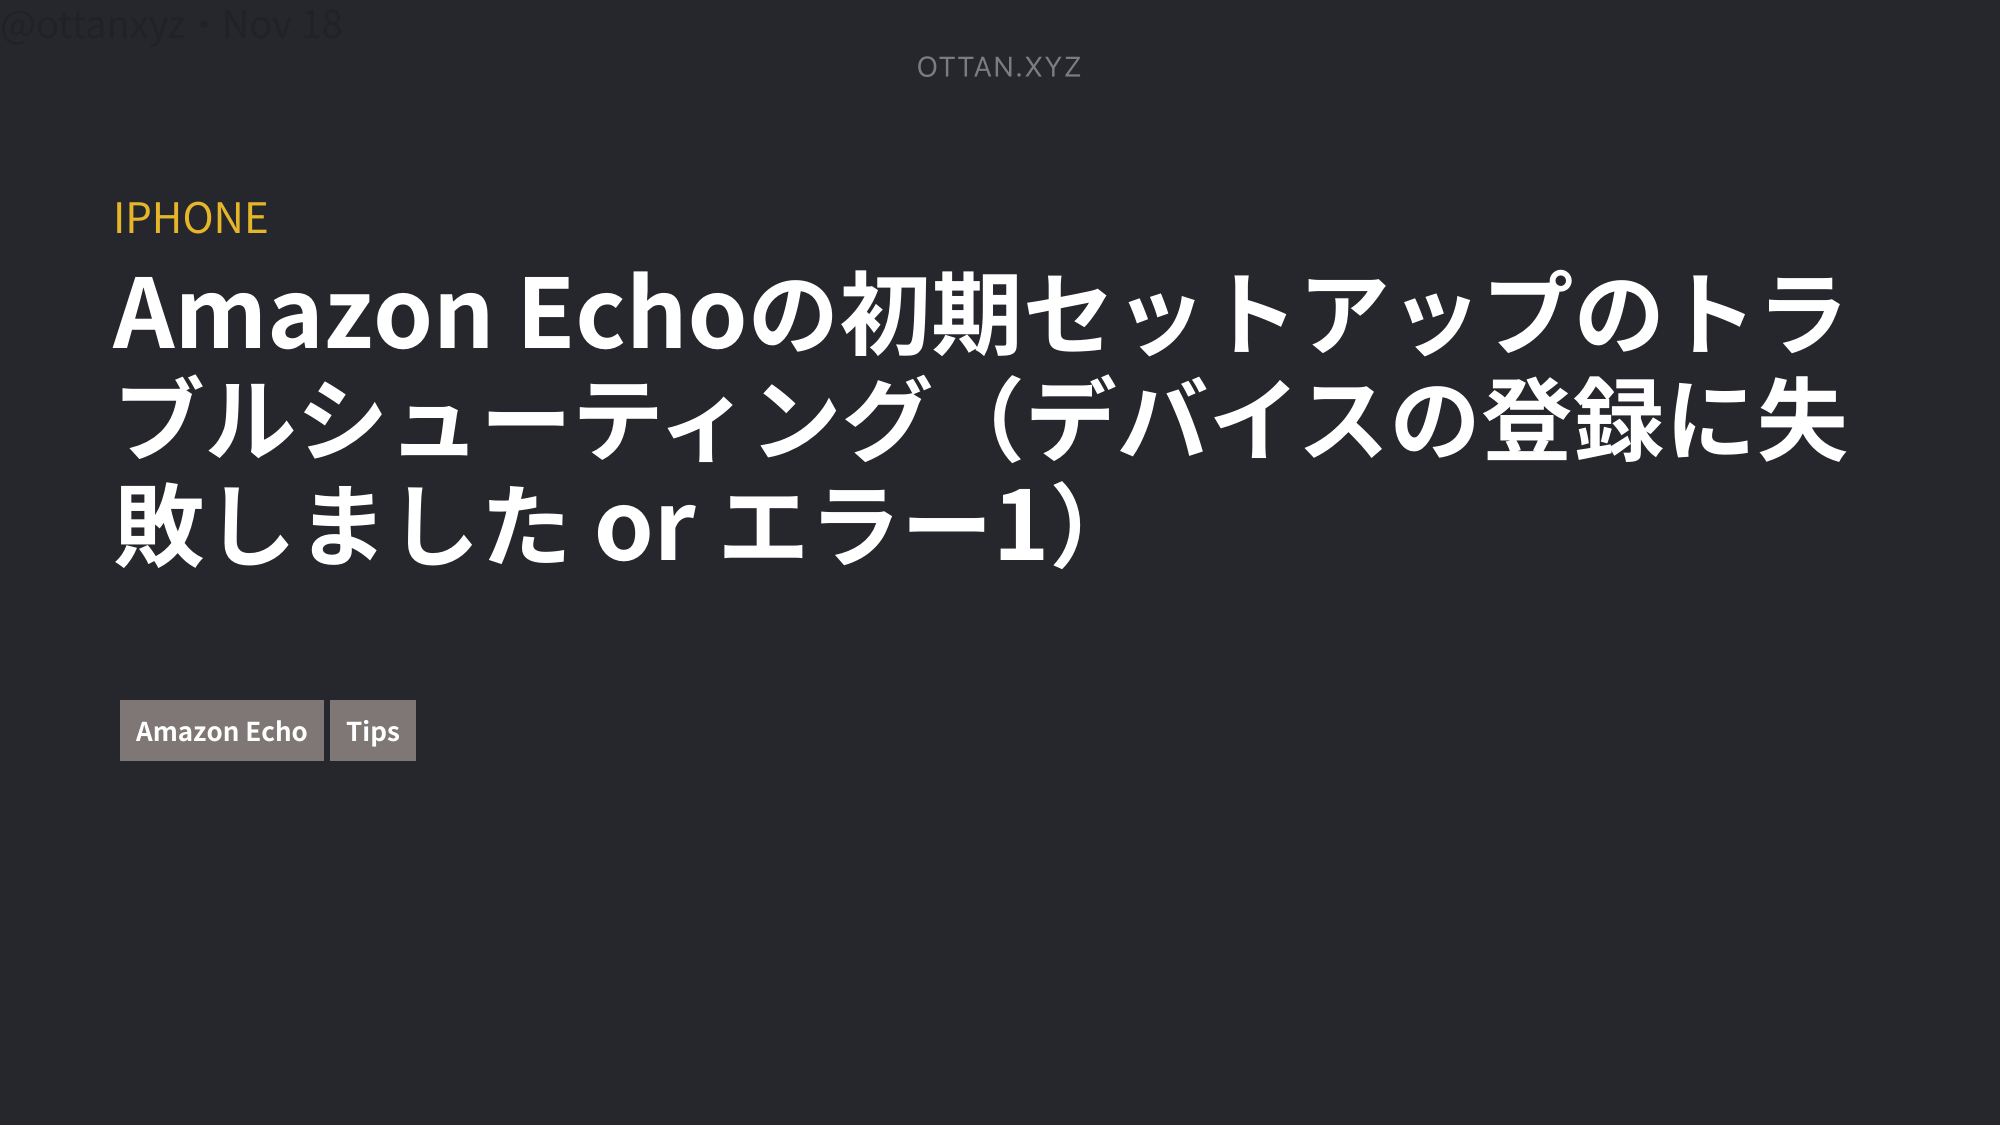 @ottanxyz・Nov 18
OTTAN.XYZ
IPHONE
Amazon Echoの初期セットアップのトラ
ブルシューティング（デバイスの登録に失
敗しました or エラー1）
Amazon Echo
Tips